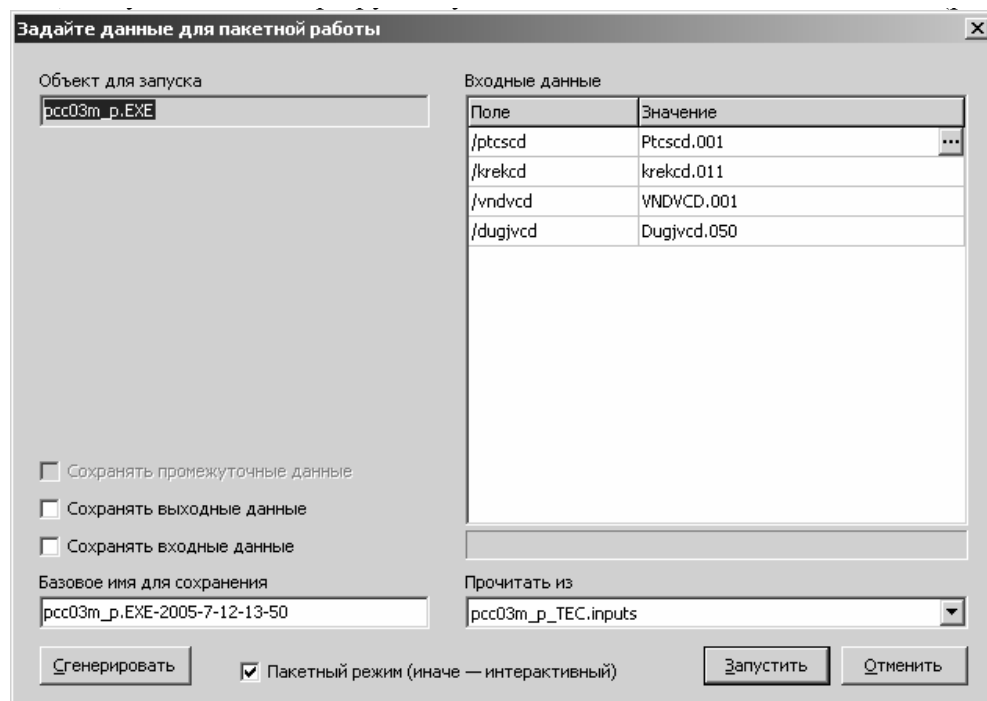 Задайте данные для пакетной работы
Объект для запуска
pcc03m_p.EXE
Входные данные
Поле Значение
/ptcscd Ptcscd.001 ...
/krekcd krekcd.011
/vndvcd VNDVCD.001
/dugjvcd Dugjvcd.050
Сохранять промежуточные данные
Сохранять выходные данные
Сохранять входные данные
Базовое имя для сохранения
pcc03m_p.EXE-2005-7-12-13-50
Прочитать из
pcc03m_p_TEC.inputs
Сгенерировать
Пакетный режим (иначе — интерактивный)
Запустить
Отменить